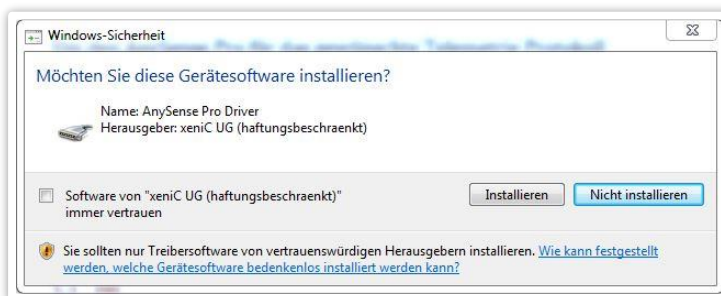 Windows-Sicherheit
Möchten Sie diese Gerätesoftware installieren?
Name: AnySense Pro Driver
Herausgeber: xeniC UG (haftungsbeschraenkt)
Software von "xeniC UG (haftungsbeschraenkt)"
immer vertrauen
Installieren
Nicht installieren
Sie sollten nur Treibersoftware von vertrauenswürdigen Herausgebern installieren. Wie kann festgestellt
werden, welche Gerätesoftware bedenkenlos installiert werden kann?